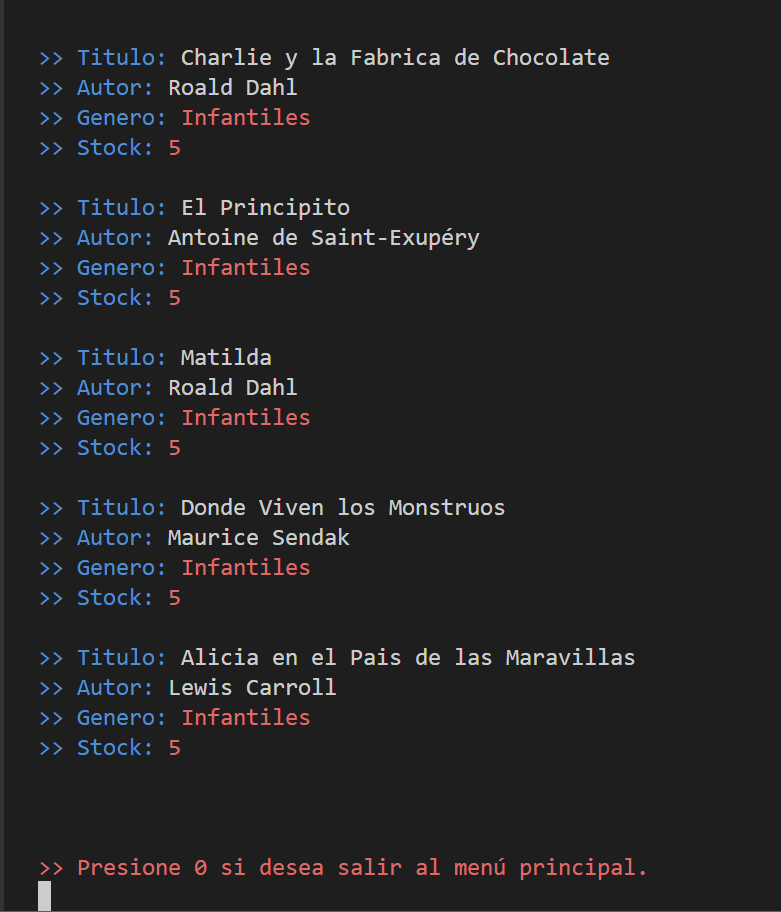 >> Titulo: Charlie y la Fabrica de Chocolate
>> Autor: Roald Dahl
>> Genero: Infantiles
>> Stock: 5
>> Titulo: El Principito
>> Autor: Antoine de Saint-Exupéry
>> Genero: Infantiles
>> Stock: 5
>> Titulo: Matilda
>> Autor: Roald Dahl
>> Genero: Infantiles
>> Stock: 5
>> Titulo: Donde Viven los Monstruos
>> Autor: Maurice Sendak
>> Genero: Infantiles
>> Stock: 5
>> Titulo: Alicia en el Pais de las Maravillas
>> Autor: Lewis Carroll
>> Genero: Infantiles
>> Stock: 5
>> Presione 0 si desea salir al menú principal.